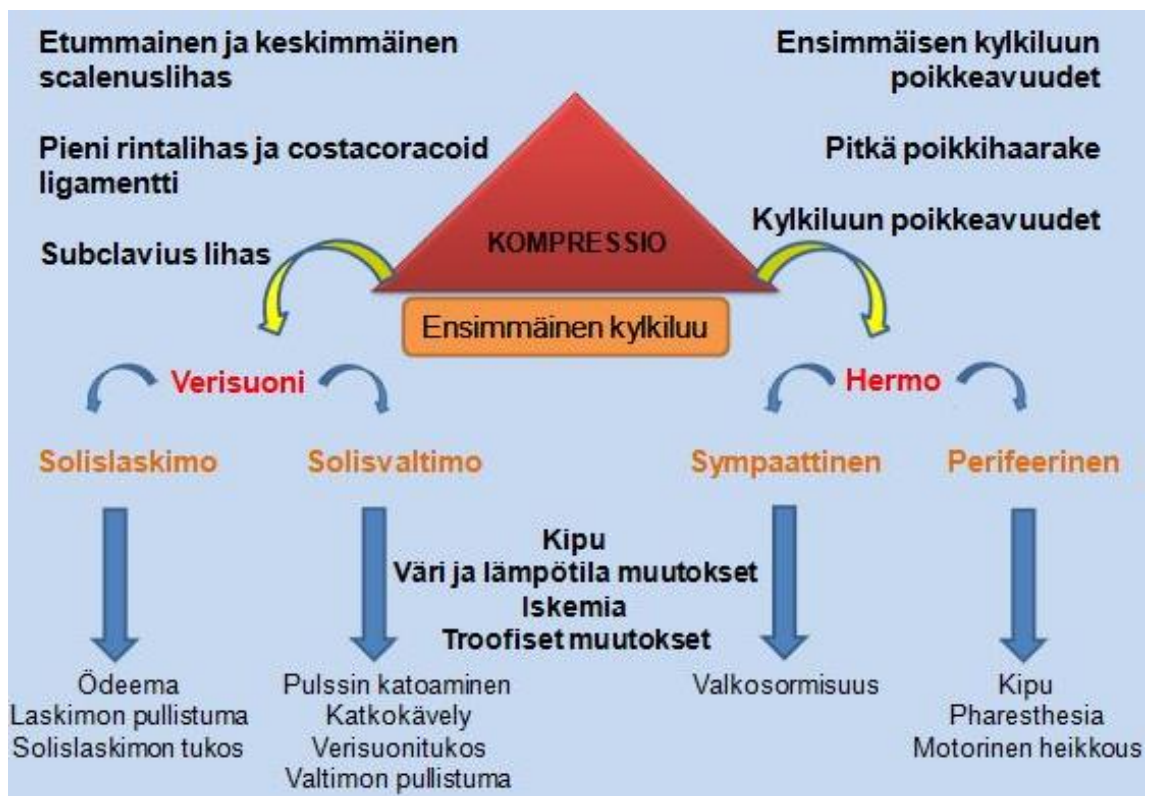 Etummainen ja keskimmäinen
scalenuslihas
Pieni rintalihas ja costacoracoid
ligamentti
Subclavius lihas
Ensimmäisen kylkiluun
poikkeavuudet
Pitkä poikkihaarake
Kylkiluun poikkeavuudet
KOMPRESSIO
Ensimmäinen kylkiluu
Verisuoni
Hermo
Solislaskimo
Solisvaltimo
Sympaattinen
Perifeerinen
Kipu
Väri ja lämpötila muutokset
Iskemia
Troofiset muutokset
Ödeema
Laskimon pullistuma
Solislaskimon tukos
Pulssin katoaminen
Katkokävely
Verisuonitukos
Valtimon pullistuma
Valkosormisuus
Kipu
Pharesthesia
Motorinen heikkous